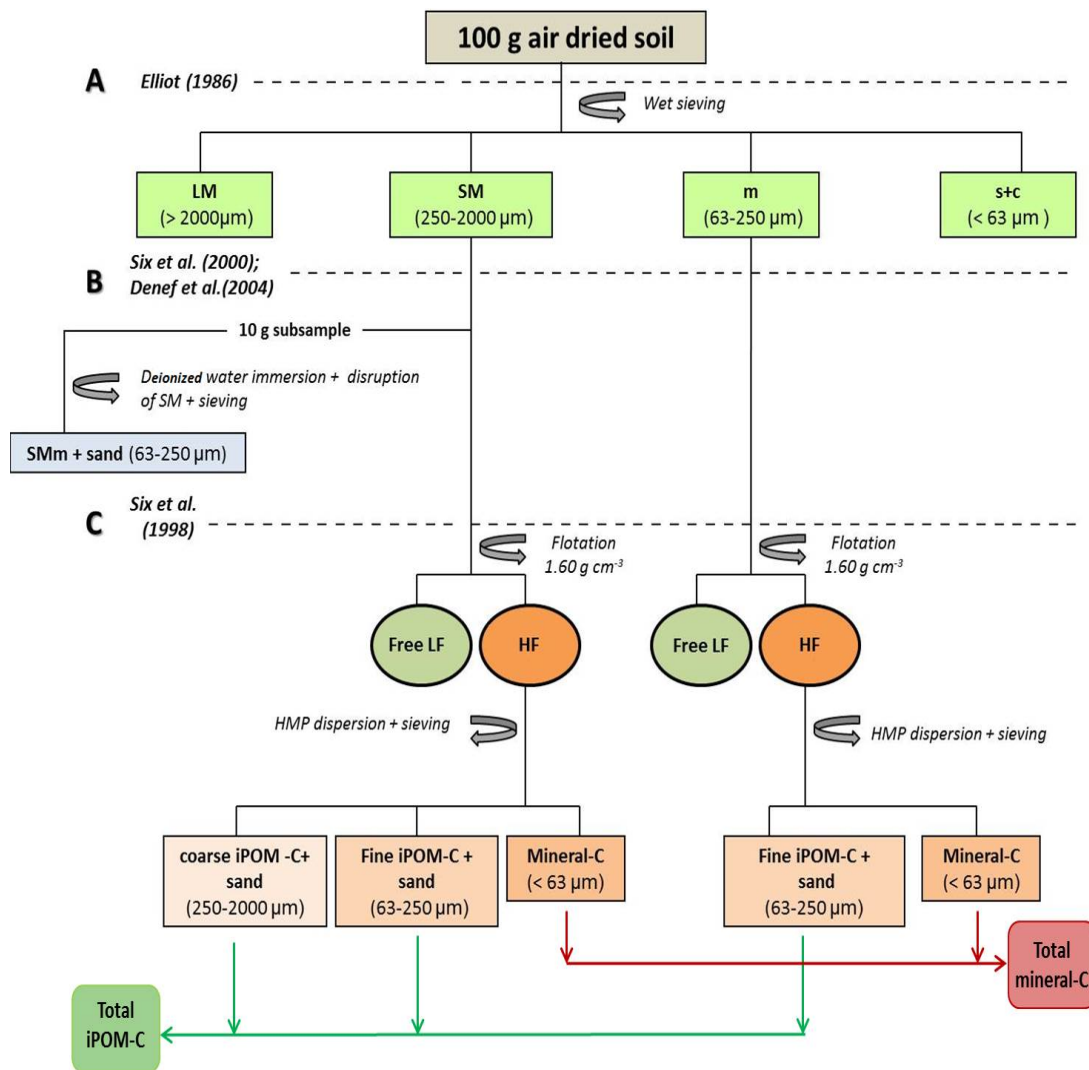 100 g air dried soil
A
Elliot (1986)
Wet sieving
LM
(> 2000µm)
SM
(250-2000 µm)
m
(63-250 µm)
s+c
(< 63 µm )
B
Six et al. (2000);
Denef et al.(2004)
10 g subsample
Deionized water immersion + disruption
of SM + sieving
SMm + sand (63-250 µm)
C
Six et al.
(1998)
Flotation
1.60 g cm⁻³
Flotation
1.60 g cm⁻³
Free LF
HF
Free LF
HF
HMP dispersion + sieving
HMP dispersion + sieving
coarse iPOM -C+
sand
(250-2000 µm)
Fine iPOM-C +
sand
(63-250 µm)
Mineral-C
(< 63 µm)
Fine iPOM-C +
sand
(63-250 µm)
Mineral-C
(< 63 µm)
Total
mineral-C
Total
iPOM-C